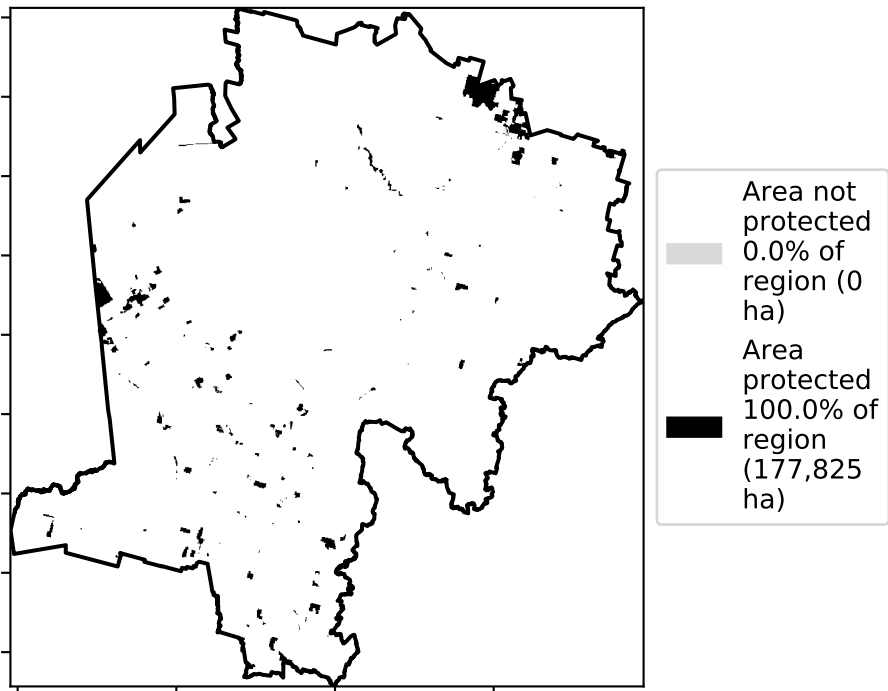 Area not
protected
0.0% of
region (0
ha)
Area
protected
100.0% of
region
(177,825
ha)